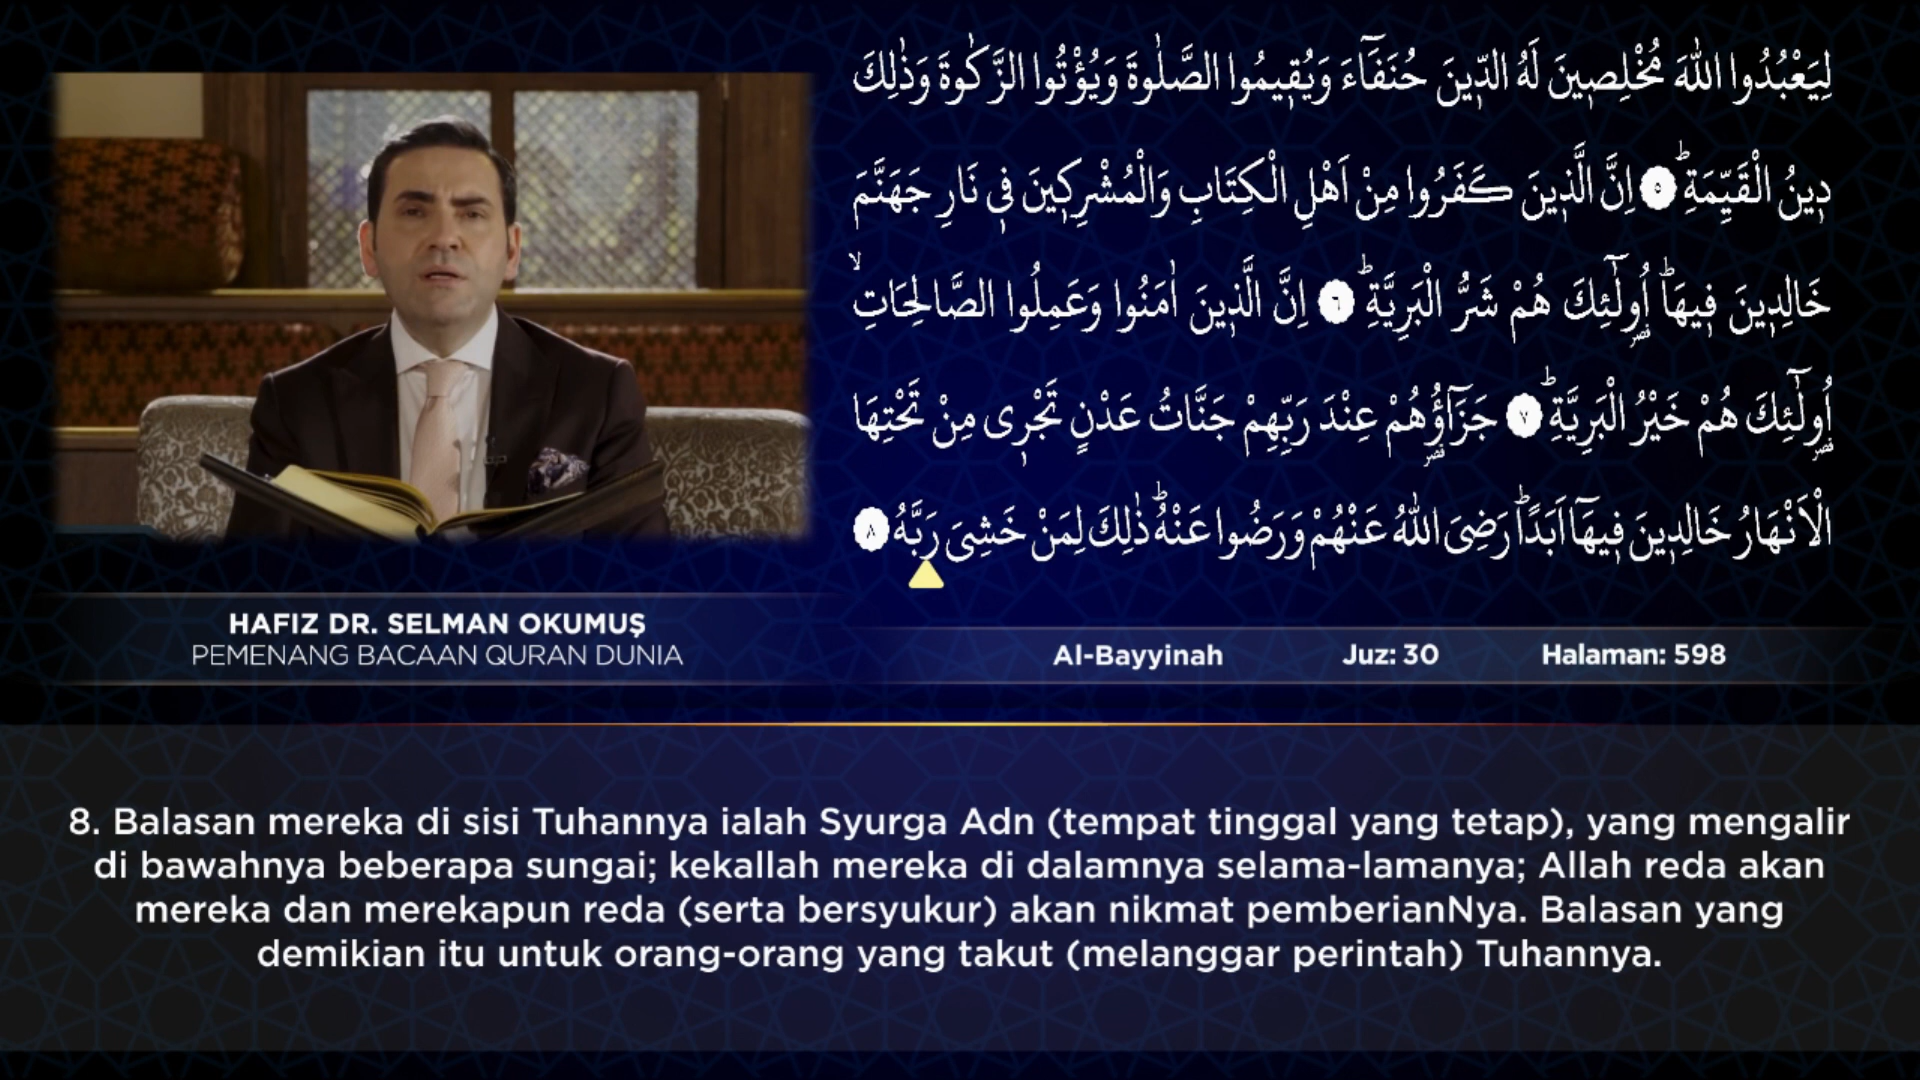 لِيَعْبُدُوا اللّٰهَ مُخْلِصٖينَ لَهُ الدّٖينَ حُنَفَٓاءَ وَيُقٖيمُوا الصَّلٰوةَ وَيُؤْتُوا الزَّكٰوةَ وَذٰلِكَ
دٖينُ الْقَيِّمَةِؕ ﴿٥﴾ اِنَّ الَّذٖينَ كَفَرُوا مِنْ اَهْلِ الْكِتَابِ وَالْمُشْرِكٖينَ فٖي نَارِ جَهَنَّمَ
خَالِدٖينَ فٖيهَاؕ اُو۬لٰٓئِكَ هُمْ شَرُّ الْبَرِيَّةِؕ ﴿٦﴾ اِنَّ الَّذٖينَ اٰمَنُوا وَعَمِلُوا الصَّالِحَاتِۙ
اُو۬لٰٓئِكَ هُمْ خَيْرُ الْبَرِيَّةِؕ ﴿٧﴾ جَزَٓاؤُ۬هُمْ عِنْدَ رَبِّهِمْ جَنَّاتُ عَدْنٍ تَجْرٖى مِنْ تَحْتِهَا
الْاَنْهَارُ خَالِدٖينَ فٖيهَٓا اَبَدًاؕ رَضِىَ اللّٰهُ عَنْهُمْ وَرَضُوا عَنْهُؕ ذٰلِكَ لِمَنْ خَشِىَ رَبَّهُ ﴿٨﴾
HAFIZ DR. SELMAN OKUMUŞ
PEMENANG BACAAN QURAN DUNIA
Al-Bayyinah Juz: 30 Halaman: 598
8. Balasan mereka di sisi Tuhannya ialah Syurga Adn (tempat tinggal yang tetap), yang mengalir
di bawahnya beberapa sungai; kekallah mereka di dalamnya selama-lamanya; Allah reda akan
mereka dan merekapun reda (serta bersyukur) akan nikmat pemberianNya. Balasan yang
demikian itu untuk orang-orang yang takut (melanggar perintah) Tuhannya.